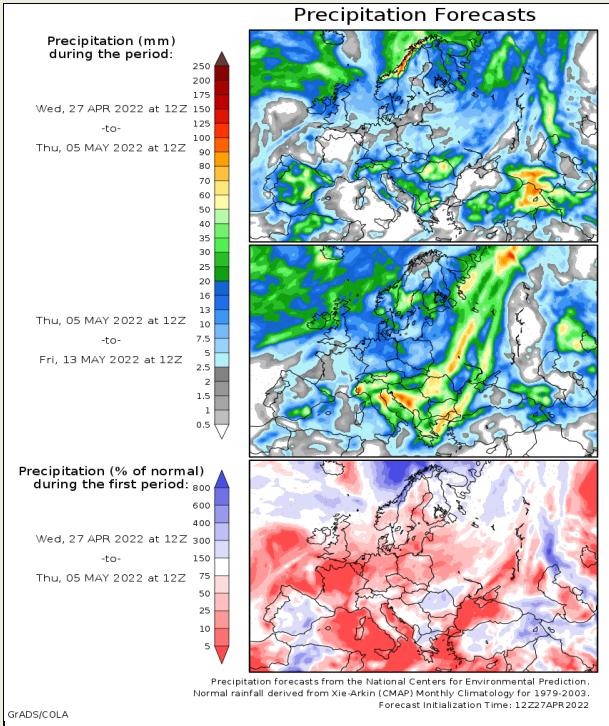 Precipitation Forecasts
Precipitation (mm)
during the period:
Wed, 27 APR 2022 at 12Z
-to-
Thu, 05 MAY 2022 at 12Z
250
200
175
150
125
100
90
80
70
60
50
40
35
30
25
20
16
13
10
7.5
5
2.5
2
1.5
1
0.5
Thu, 05 MAY 2022 at 12Z
-to-
Fri, 13 MAY 2022 at 12Z
Precipitation (% of normal)
during the first period:
Wed, 27 APR 2022 at 12Z
-to-
Thu, 05 MAY 2022 at 12Z
800
600
400
300
150
75
50
25
10
5
Precipitation forecasts from the National Centers for Environmental Prediction.
Normal rainfall derived from Xie-Arkin (CMAP) Monthly Climatology for 1979-2003.
Forecast Initialization Time: 12Z27APR2022
GrADS/COLA